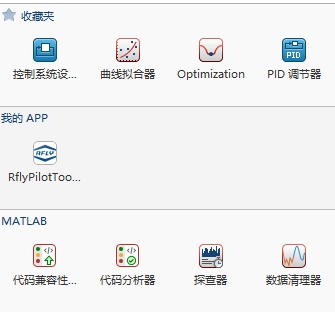 收藏夹
控制系统设...
曲线拟合器
Optimization
PID
PID 调节器
我的 APP
RFLY
RflyPilotToo...
MATLAB
代码兼容性...
代码分析器
探查器
数据清理器